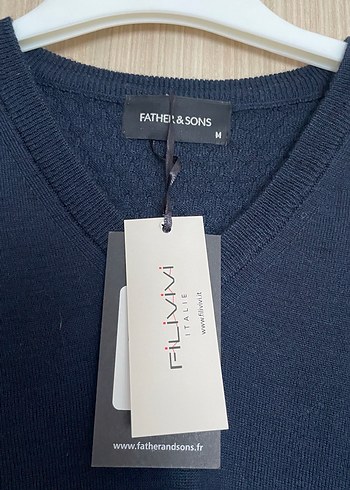 FATHER & SONS
M
FiLiViVi
ITALIE
www.filivivi.it
www.fatherandsons.fr